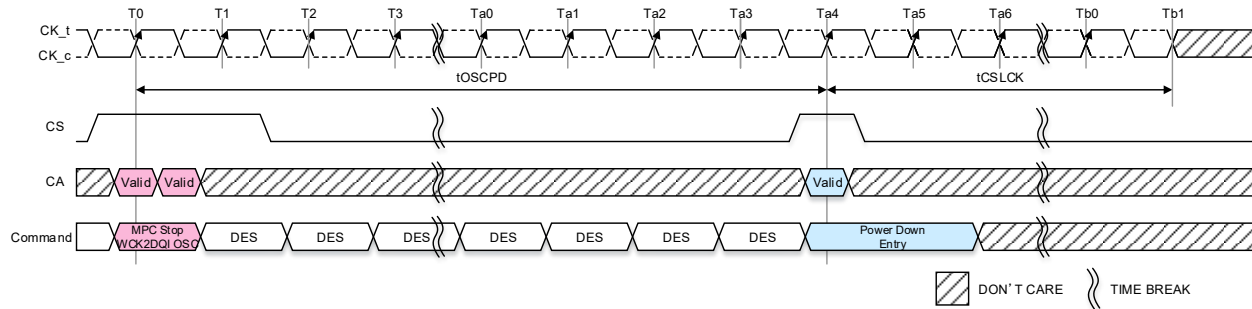 T0 T1 T2 T3 Ta0 Ta1 Ta2 Ta3 Ta4 Ta5 Ta6 Tb0 Tb1
CK_t
CK_c
tOSCPD tCSLCK
CS
CA Valid Valid Valid
Command MPC Stop WCK2DQI OSC DES DES DES DES DES DES DES Power Down Entry
DON'T CARE TIME BREAK